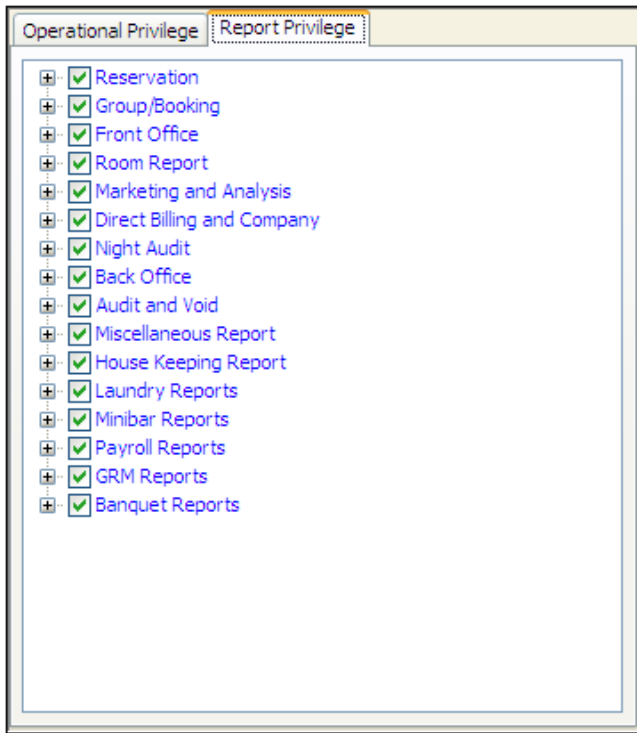 Operational Privilege Report Privilege
Reservation
Group/Booking
Front Office
Room Report
Marketing and Analysis
Direct Billing and Company
Night Audit
Back Office
Audit and Void
Miscellaneous Report
House Keeping Report
Laundry Reports
Minibar Reports
Payroll Reports
GRM Reports
Banquet Reports